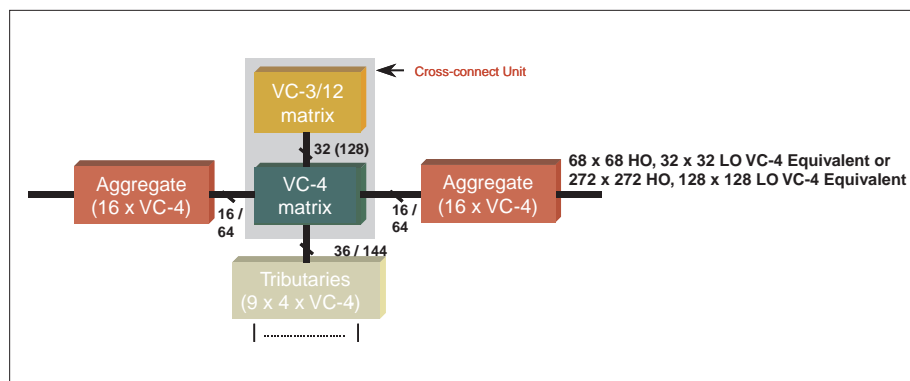 Cross-connect Unit
VC-3/12
matrix
32 (128)
68 x 68 HO, 32 x 32 LO VC-4 Equivalent or
272 x 272 HO, 128 x 128 LO VC-4 Equivalent
Aggregate
(16 x VC-4)
16 /
64
VC-4
matrix
16 /
64
Aggregate
(16 x VC-4)
36 / 144
Tributaries
(9 x 4 x VC-4)